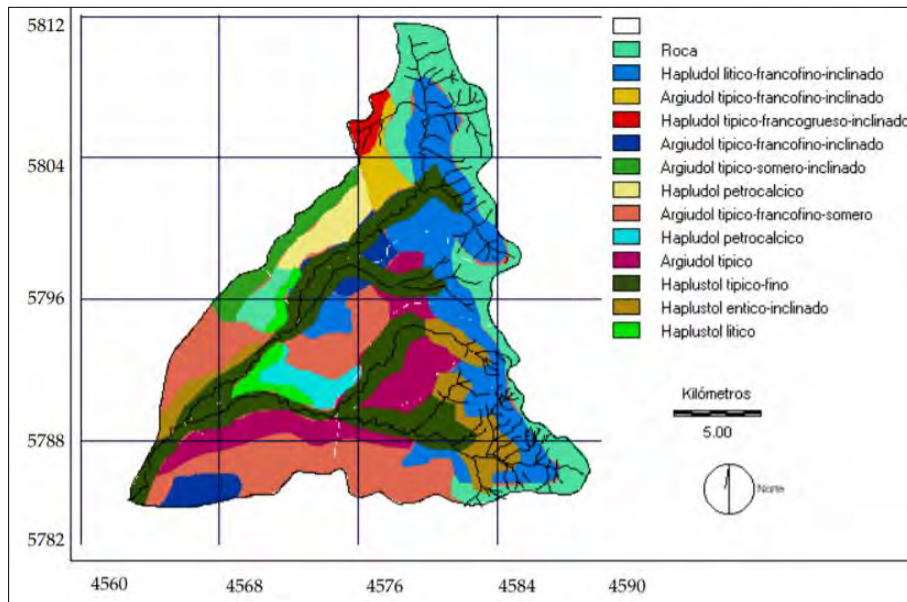 5812
5804
5796
5788
5782
4560
4568
4576
4584
4590
Roca
Hapludol litico-francofino-inclinado
Argiudol tipico-francofino-inclinado
Hapludol tipico-francogrueso-inclinado
Argiudol tipico-francofino-inclinado
Argiudol tipico-somero-inclinado
Hapludol petrocalcico
Argiudol tipico-francofino-somero
Hapludol petrocalcico
Argiudol tipico
Haplustol tipico-fino
Haplustol entico-inclinado
Haplustol litico
Kilómetros
5.00
Norte